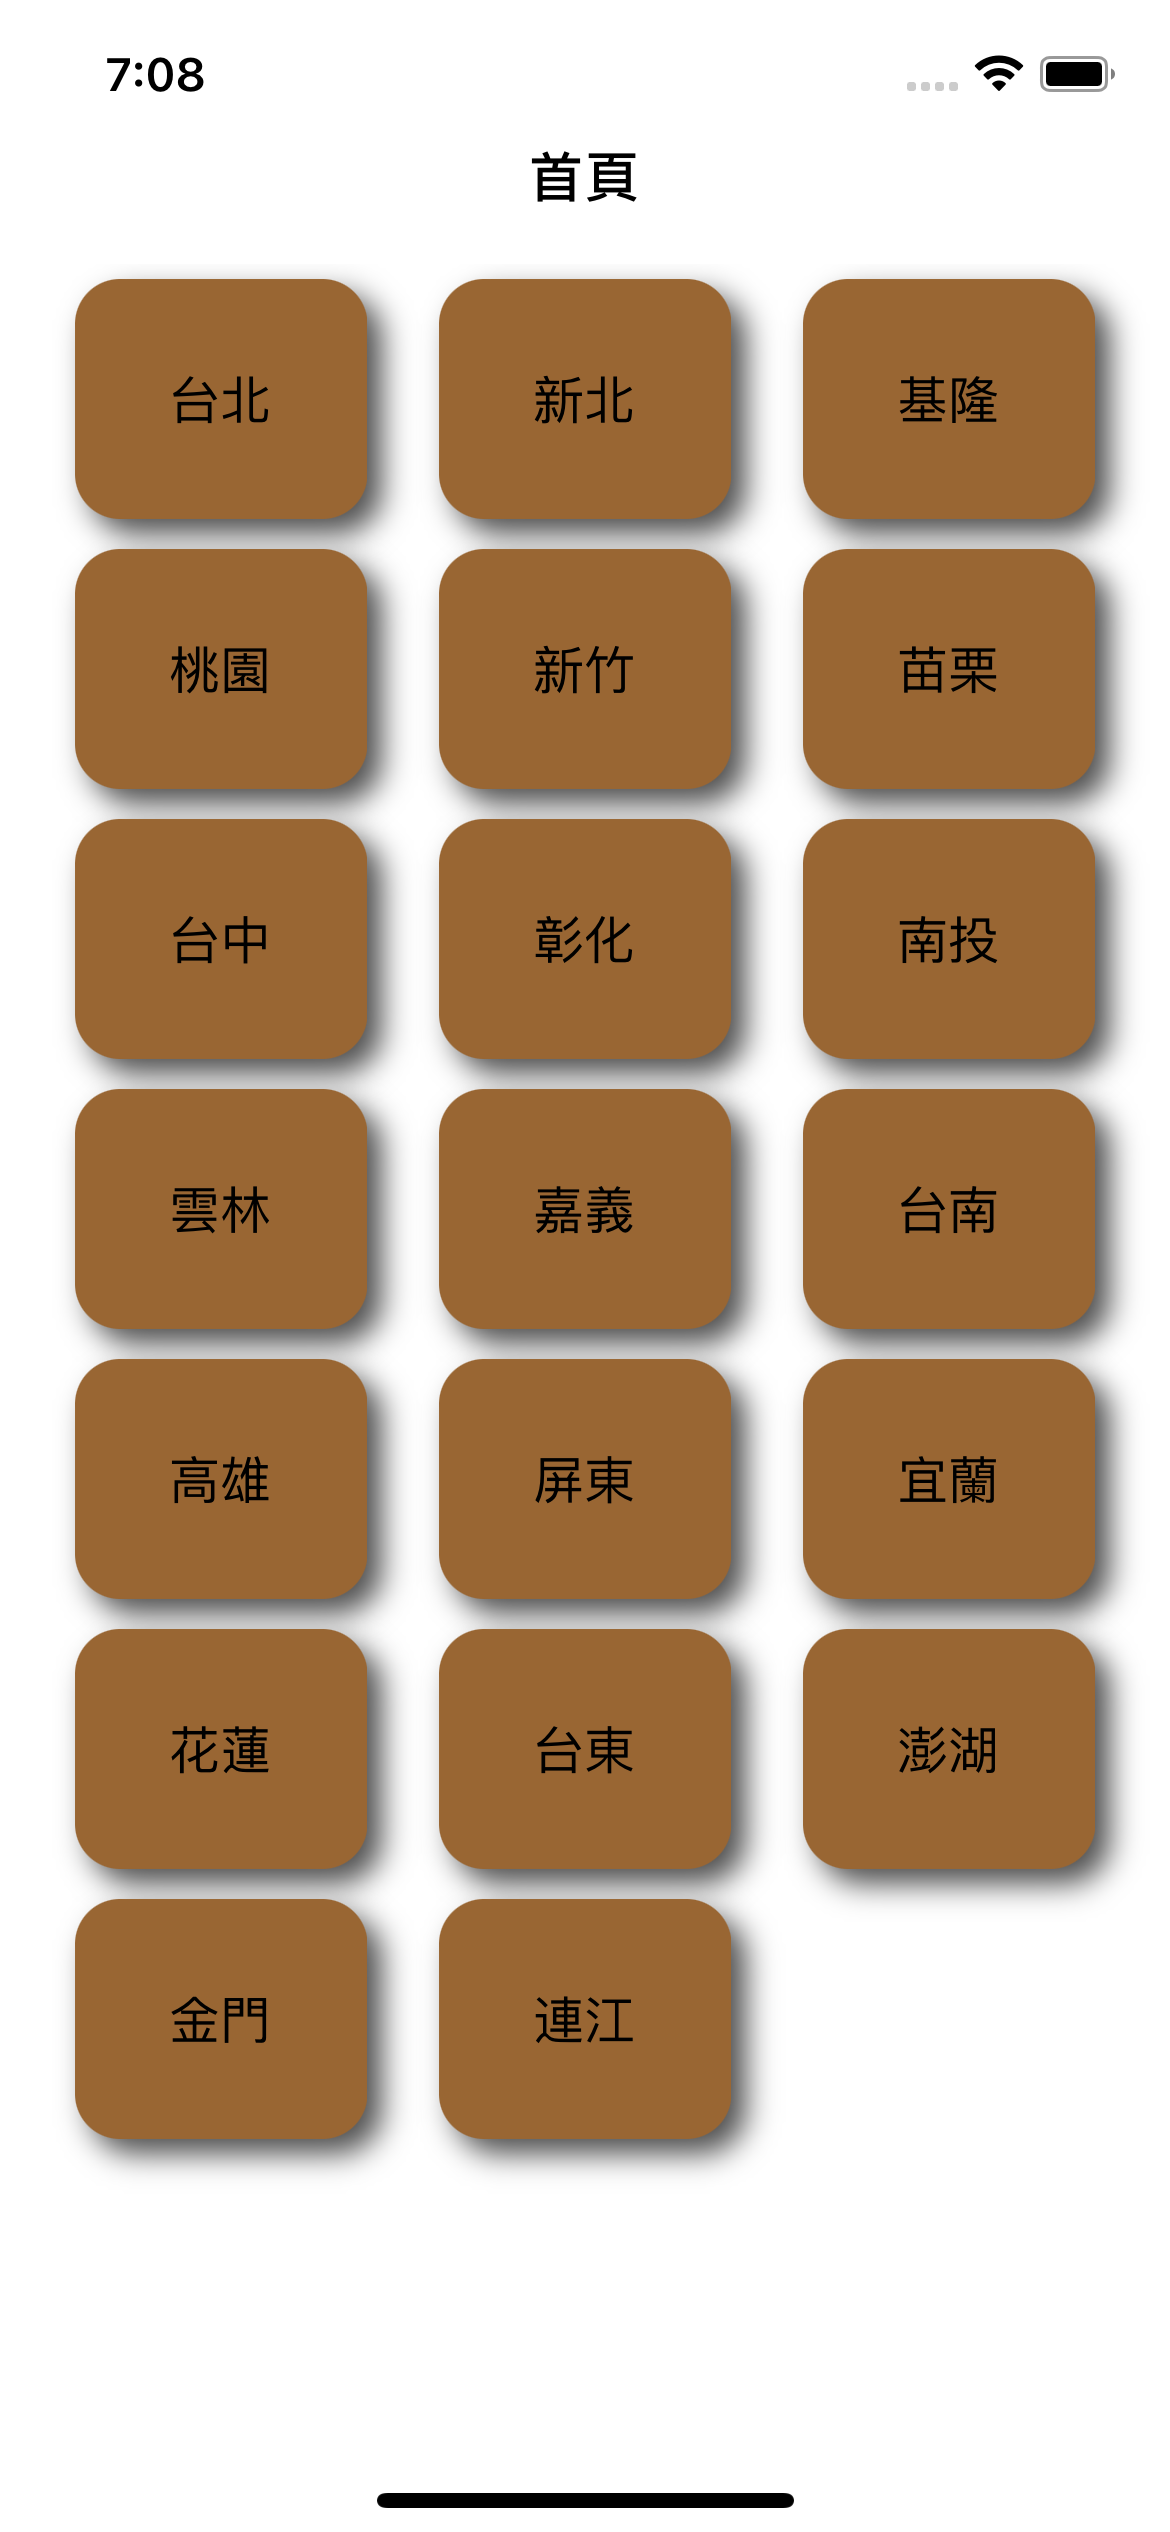 7:08
首頁
台北 新北 基隆
桃園 新竹 苗栗
台中 彰化 南投
雲林 嘉義 台南
高雄 屏東 宜蘭
花蓮 台東 澎湖
金門 連江